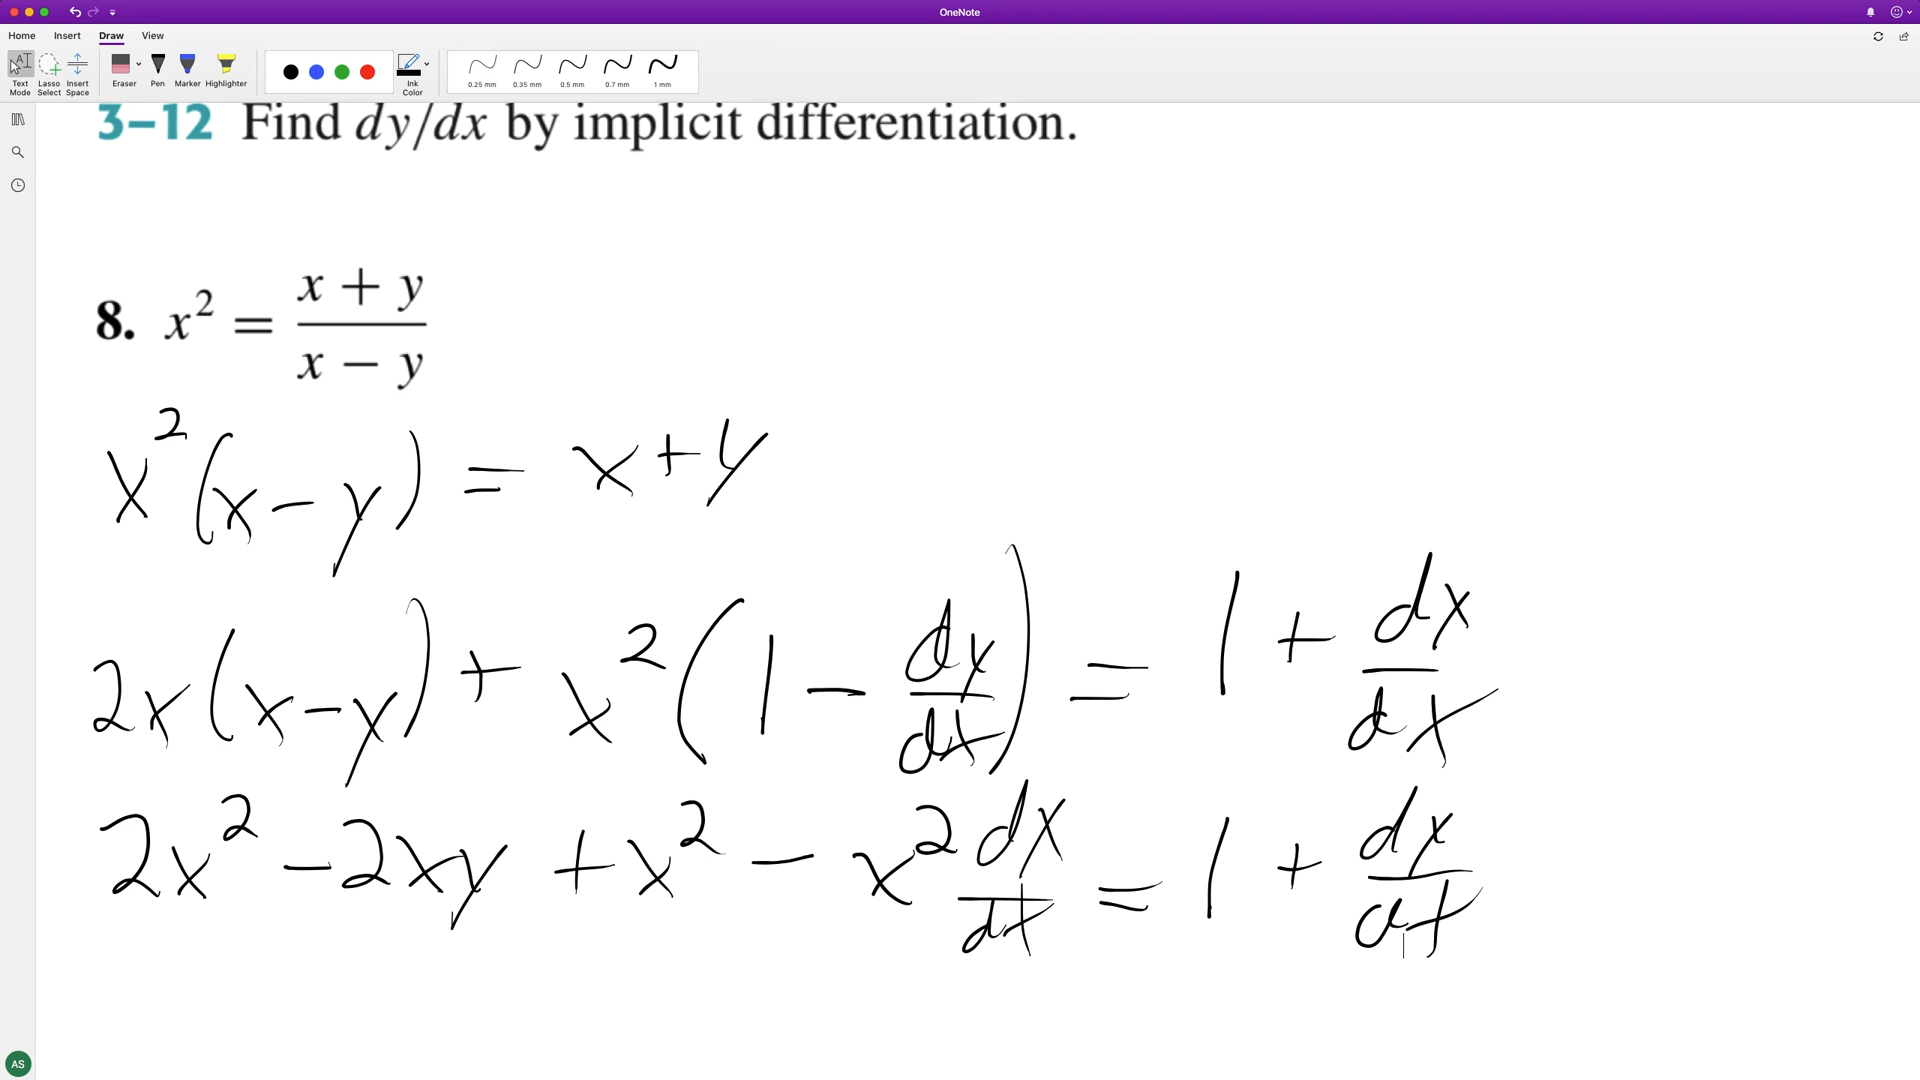 OneNote
Home Insert Draw View
Text Mode Lasso Select Insert Space Eraser Pen Marker Highlighter Ink Color 0.25 mm 0.35 mm 0.5 mm 0.7 mm 1 mm
3–12 Find dy/dx by implicit differentiation.
8. x² = (x + y)/(x − y)
x²(x − y) = x + y
2x(x − y) + x²(1 − dy/dx) = 1 + dy/dx
2x² − 2xy + x² − x² dy/dx = 1 + dy/dx
AS